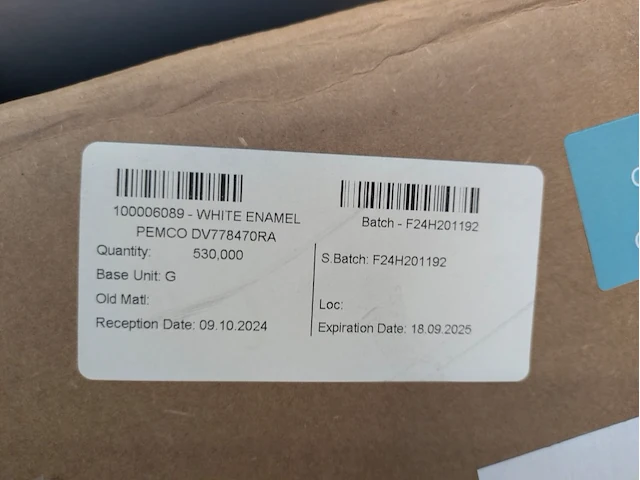 100006089 - WHITE ENAMEL
PEMCO DV778470RA
Quantity: 530,000
Base Unit: G
Old Matl:
Reception Date: 09.10.2024
Batch - F24H201192
S.Batch: F24H201192
Loc:
Expiration Date: 18.09.2025